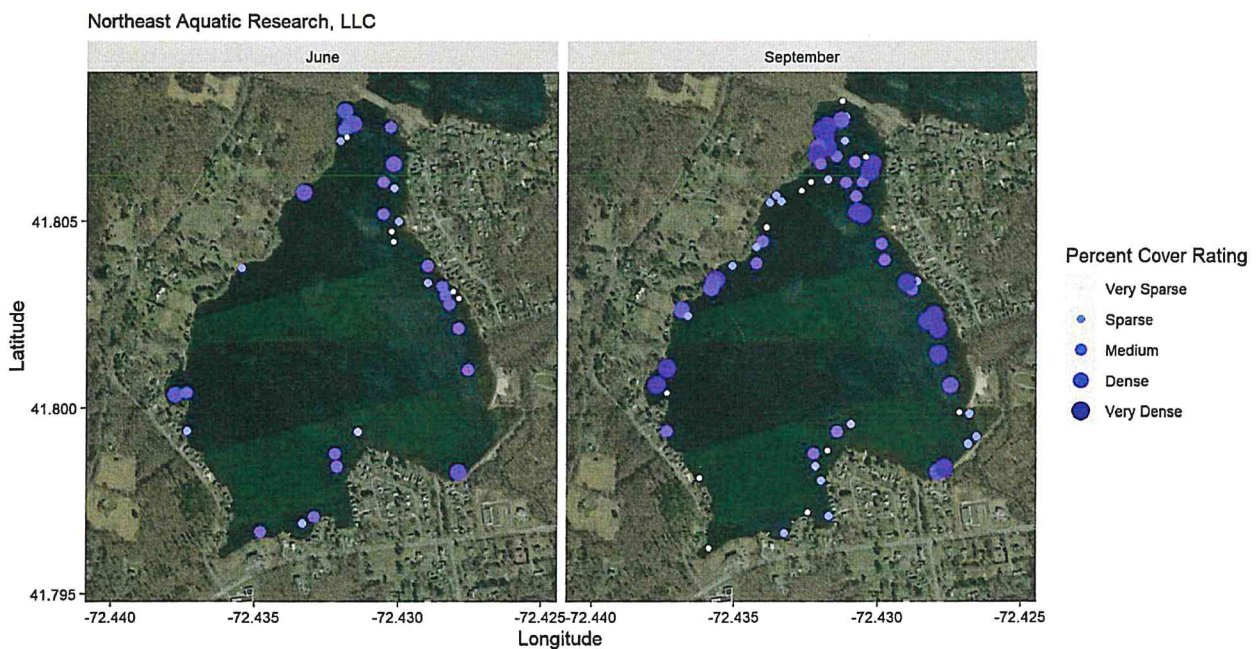 Northeast Aquatic Research, LLC
June
September
Latitude
41.805
41.800
41.795
-72.440
-72.435
-72.430
-72.425
-72.440
-72.435
-72.430
-72.425
Longitude
Percent Cover Rating
Very Sparse
Sparse
Medium
Dense
Very Dense